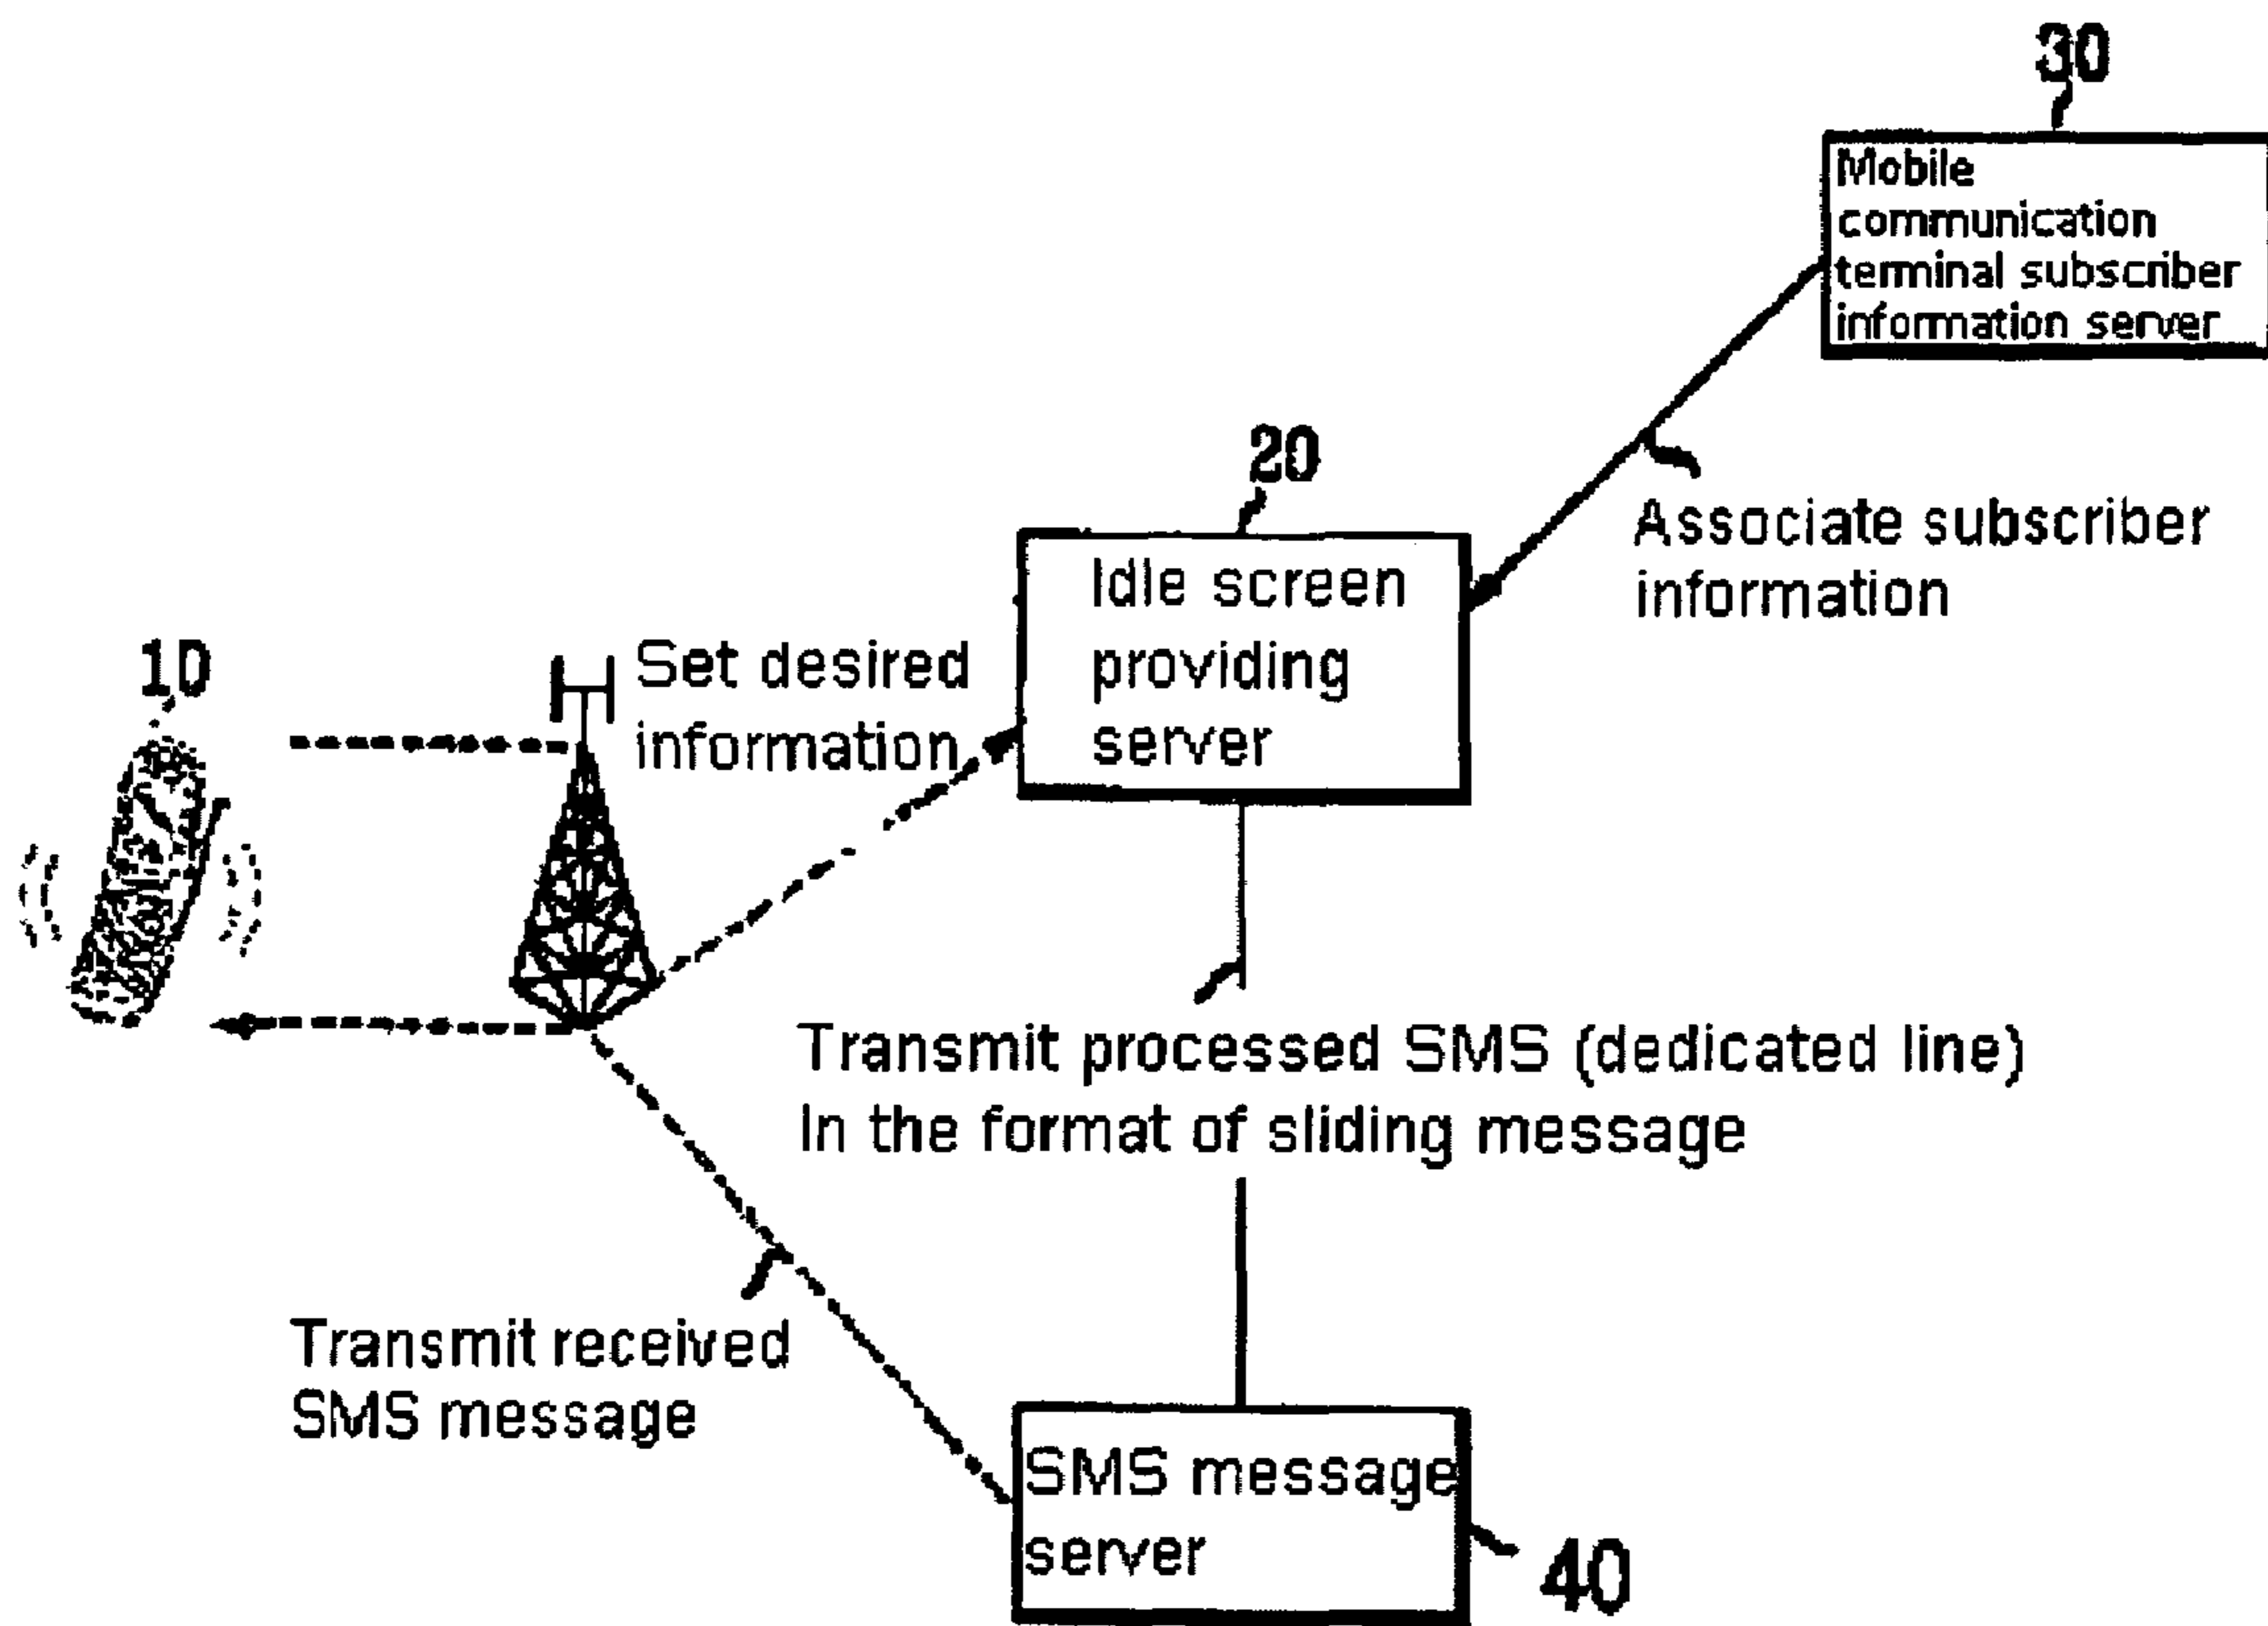 30
Mobile
communication
terminal subscriber
information server
20
Associate subscriber
information
Idle screen
providing
server
10
Set desired
information
Transmit processed SMS (dedicated line)
In the format of sliding message
Transmit received
SMS message
SMS message
server
40